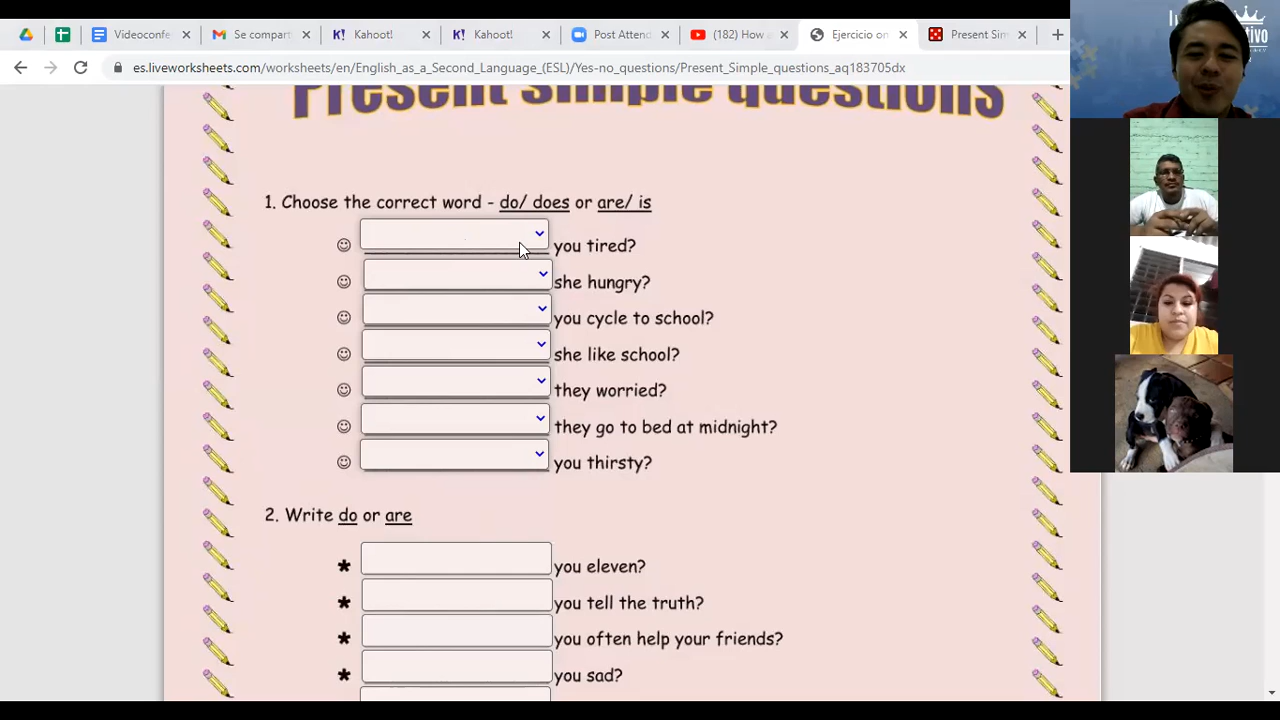 Videoconfe
Se compart
Kahoot!
Kahoot!
Post Attend
(182) How
Ejercicio on
Present Sim
es.liveworksheets.com/worksheets/en/English_as_a_Second_Language_(ESL)/Yes-no_questions/Present_Simple_questions_aq183705dx
Present Simple questions
1. Choose the correct word - do/ does or are/ is
you tired?
she hungry?
you cycle to school?
she like school?
they worried?
they go to bed at midnight?
you thirsty?
2. Write do or are
* you eleven?
* you tell the truth?
* you often help your friends?
* you sad?